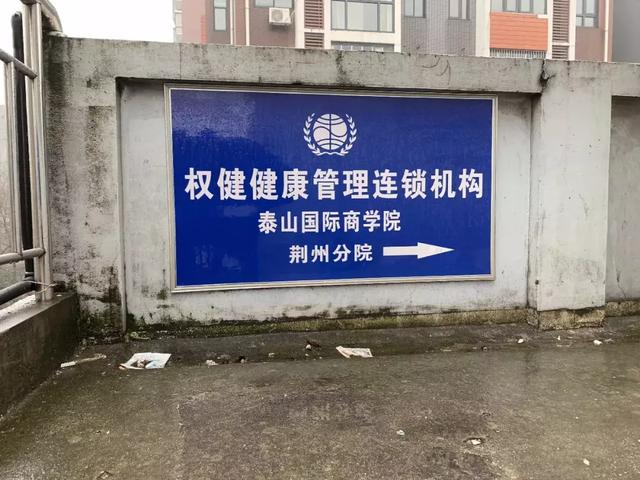 权健健康管理连锁机构
泰山国际商学院
荆州分院